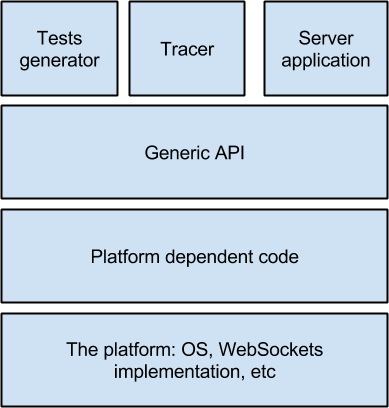 Tests
generator
Tracer
Server
application
Generic API
Platform dependent code
The platform: OS, WebSockets
implementation, etc